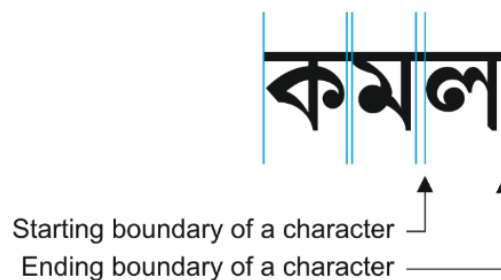 কমল
Starting boundary of a character
Ending boundary of a character